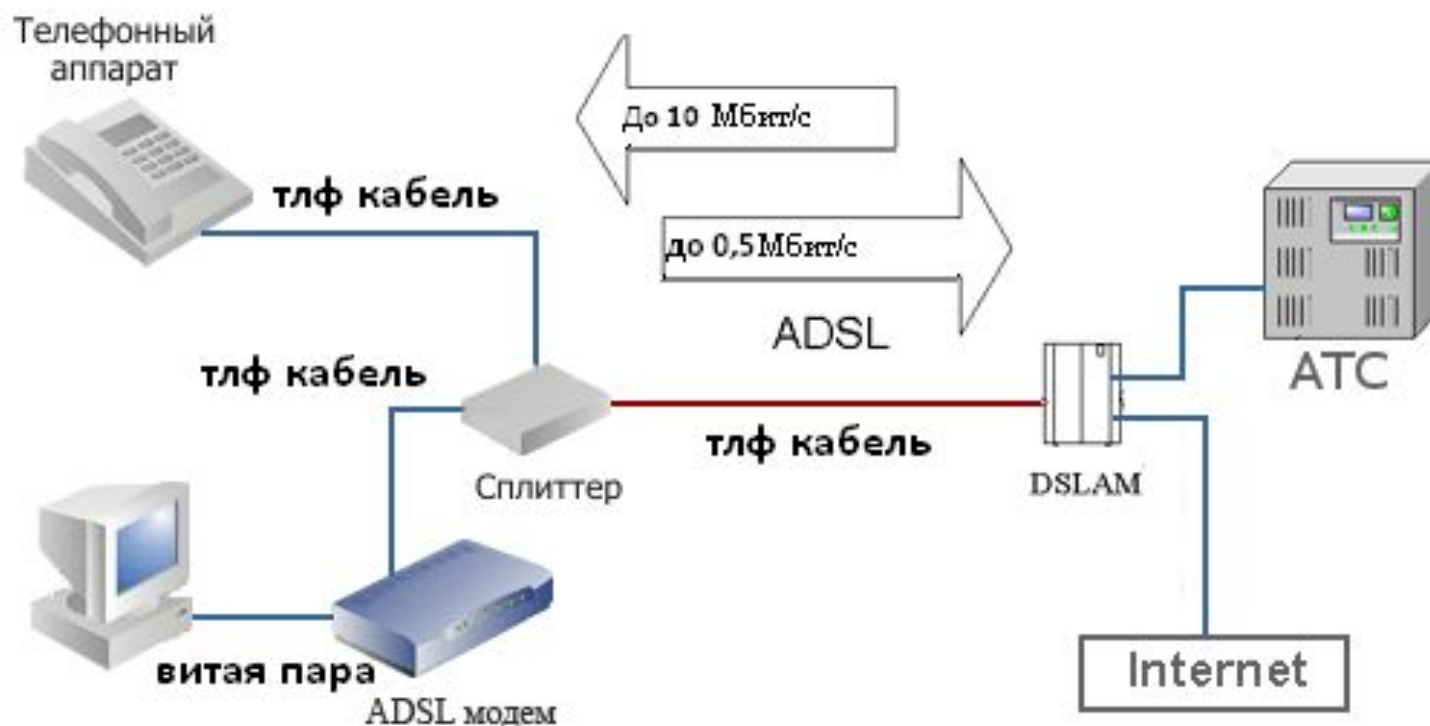 Телефонный
аппарат
До 10 Мбит/с
тлф кабель
до 0,5Мбит/с
ADSL
АТС
тлф кабель
тлф кабель
Сплиттер
DSLAM
витая пара
ADSL модем
Internet